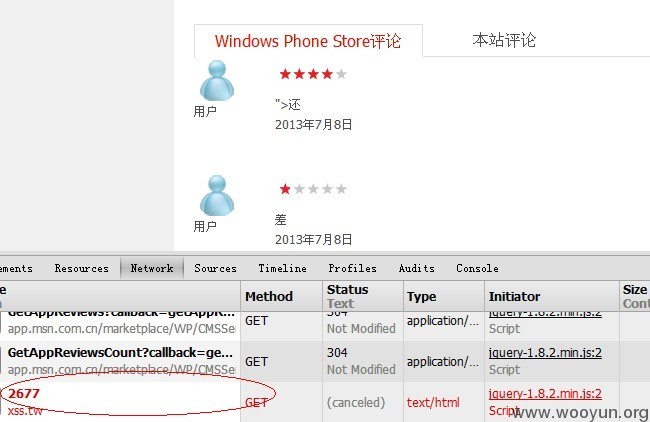 Windows Phone Store评论
本站评论
">还
用户
2013年7月8日
差
用户
2013年7月8日
ements Resources Network Sources Timeline Profiles Audits Console
e Method Status Type Initiator Size
Text Cont
GetAppReviews?callback=getAppR... GET 304 application/... jquery-1.8.2.min.js:2
app.msn.com.cn/marketplace/WP/CMSSe Not Modified Script
GetAppReviewsCount?callback=ge... GET 304 application/... jquery-1.8.2.min.js:2
app.msn.com.cn/marketplace/WP/CMSSe Not Modified Script
2677 GET (canceled) text/html jquery-1.8.2.min.js:2
xss.tw Script
www.wooyun.org